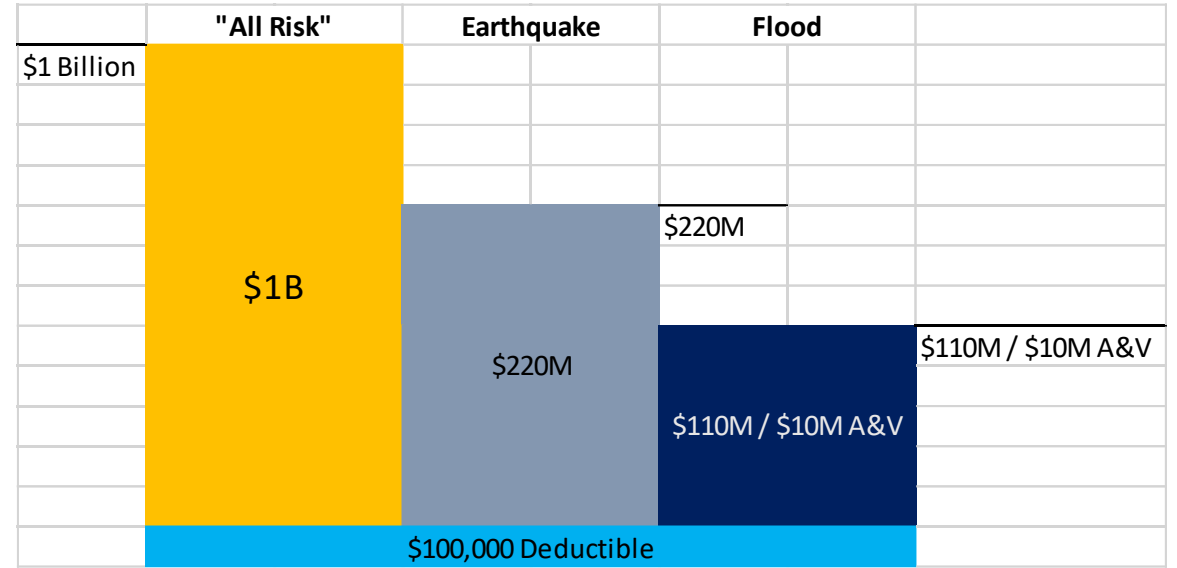 "All Risk" Earthquake Flood
$1 Billion
$220M
$1B
$110M / $10M A&V
$220M
$110M / $10M A&V
$100,000 Deductible